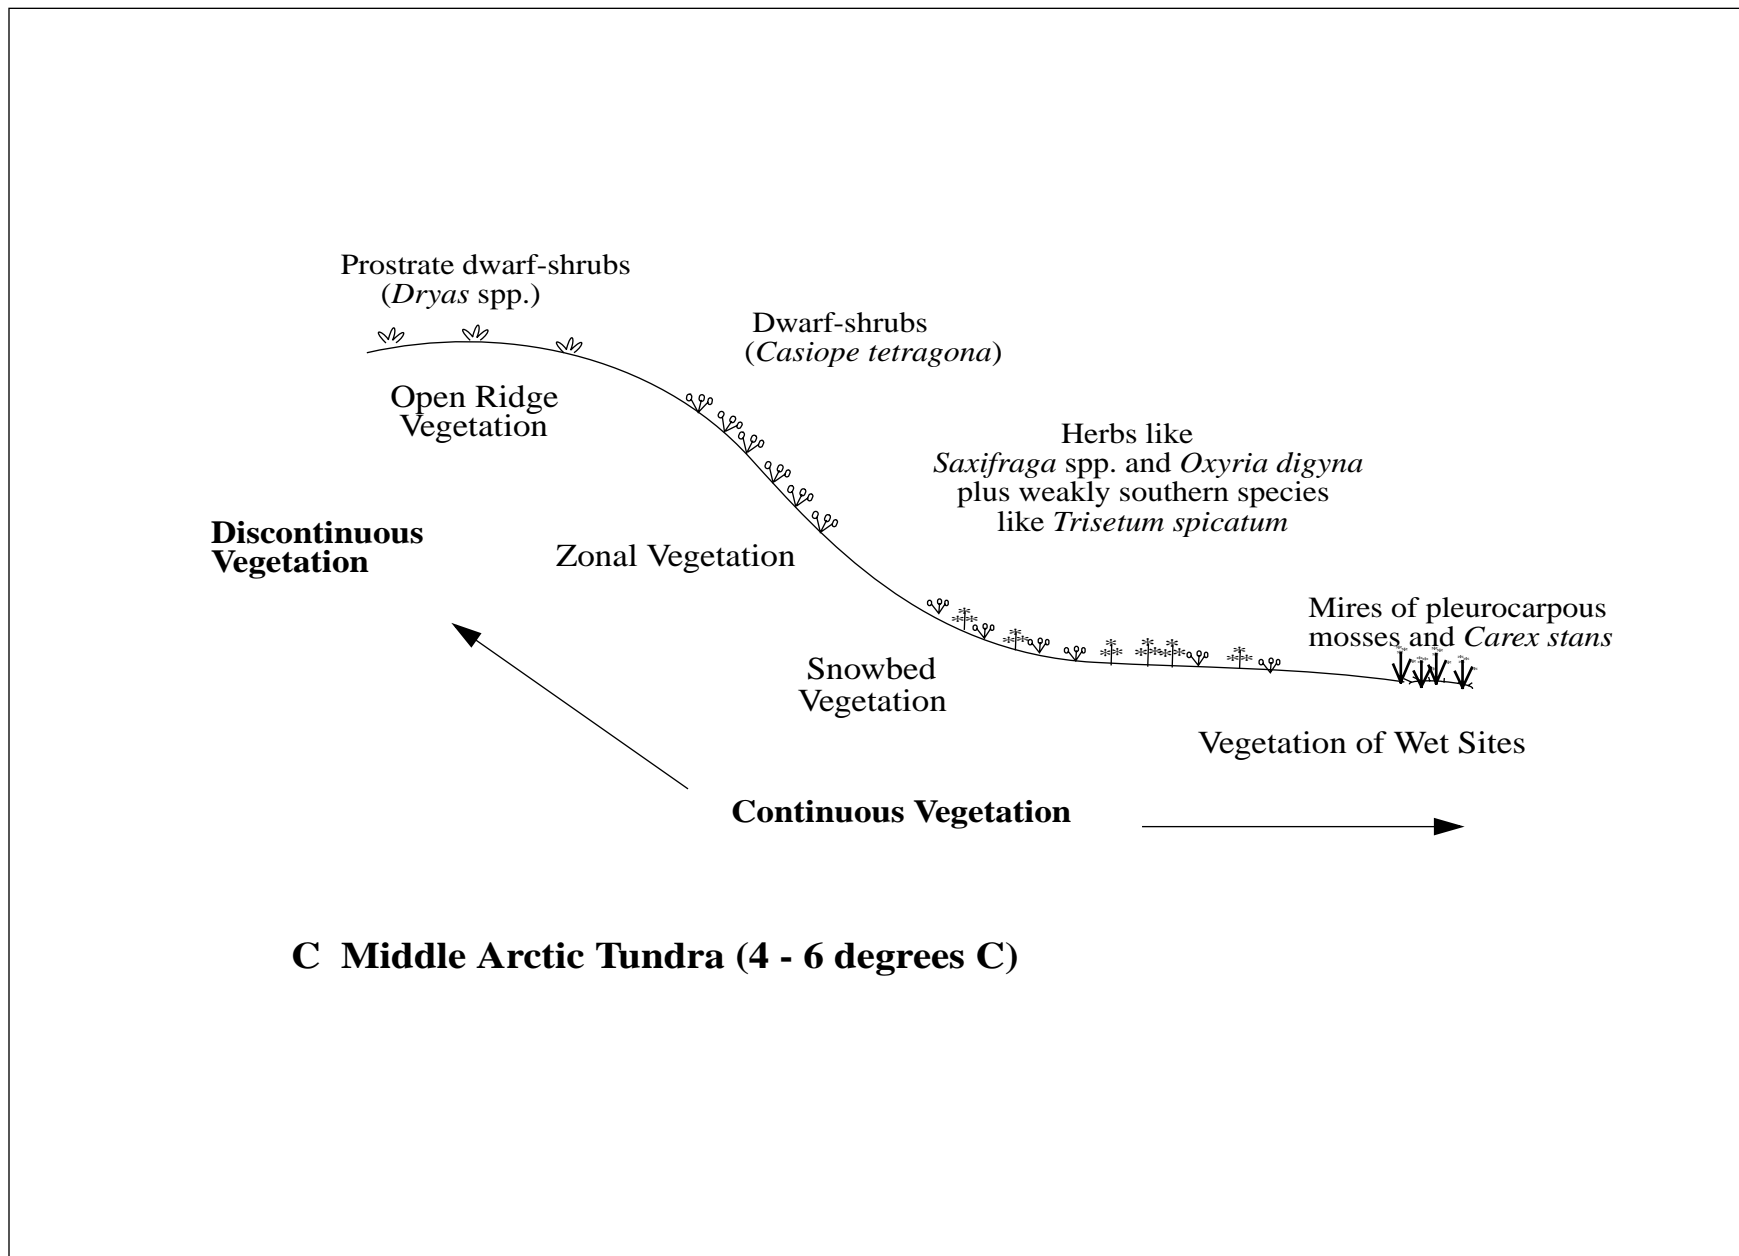 Prostrate dwarf-shrubs
(Dryas spp.)
Dwarf-shrubs
(Casiope tetragona)
Open Ridge
Vegetation
Herbs like
Saxifraga spp. and Oxyria digyna
plus weakly southern species
like Trisetum spicatum
Discontinuous
Vegetation
Zonal Vegetation
Mires of pleurocarpous
mosses and Carex stans
Snowbed
Vegetation
Vegetation of Wet Sites
Continuous Vegetation
C Middle Arctic Tundra (4 - 6 degrees C)